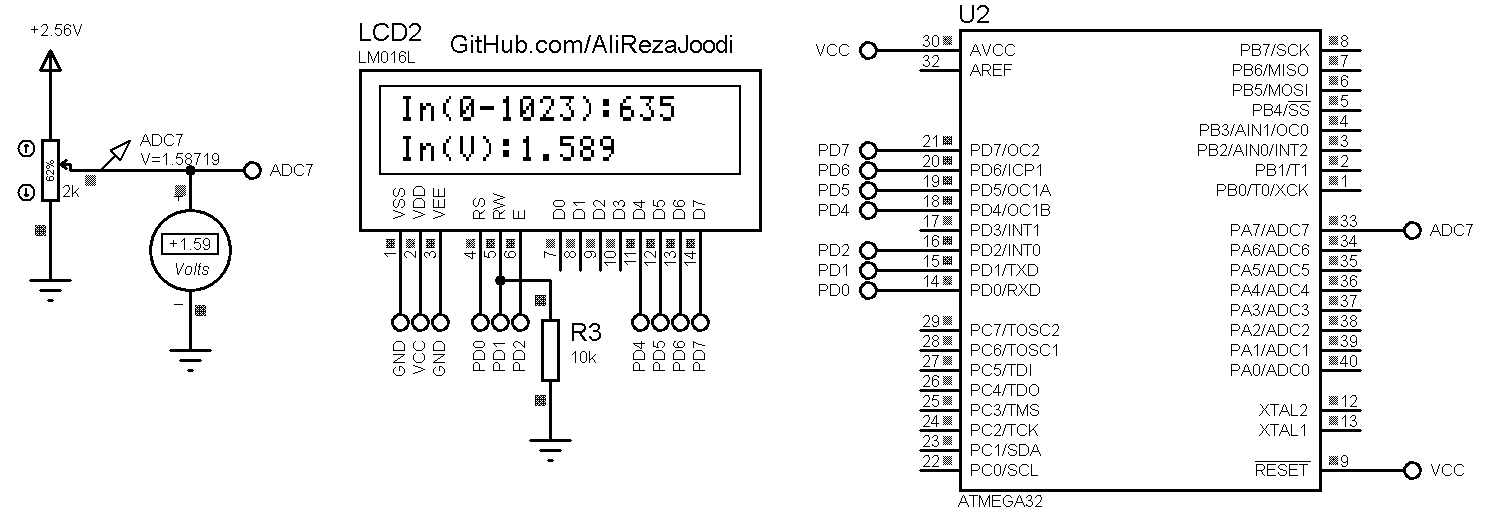 +2.56V
62%
2k
ADC7
V=1.58719
ADC7
+1.59
Volts
LCD2
LM016L
GitHub.com/AliRezaJoodi
In(0-1023):635
In(V):1.589
VSS
VDD
VEE
RS
RW
E
D0
D1
D2
D3
D4
D5
D6
D7
1
2
3
4
5
6
7
8
9
10
11
12
13
14
GND
VCC
GND
PD0
PD1
PD2
PD4
PD5
PD6
PD7
R3
10k
U2
VCC 30 AVCC
32 AREF
PD7 21 PD7/OC2
PD6 20 PD6/ICP1
PD5 19 PD5/OC1A
PD4 18 PD4/OC1B
17 PD3/INT1
PD2 16 PD2/INT0
PD1 15 PD1/TXD
PD0 14 PD0/RXD
29 PC7/TOSC2
28 PC6/TOSC1
27 PC5/TDI
26 PC4/TDO
25 PC3/TMS
24 PC2/TCK
23 PC1/SDA
22 PC0/SCL
PB7/SCK 8
PB6/MISO 7
PB5/MOSI 6
PB4/SS 5
PB3/AIN1/OC0 4
PB2/AIN0/INT2 3
PB1/T1 2
PB0/T0/XCK 1
PA7/ADC7 33 ADC7
PA6/ADC6 34
PA5/ADC5 35
PA4/ADC4 36
PA3/ADC3 37
PA2/ADC2 38
PA1/ADC1 39
PA0/ADC0 40
XTAL2 12
XTAL1 13
RESET 9 VCC
ATMEGA32